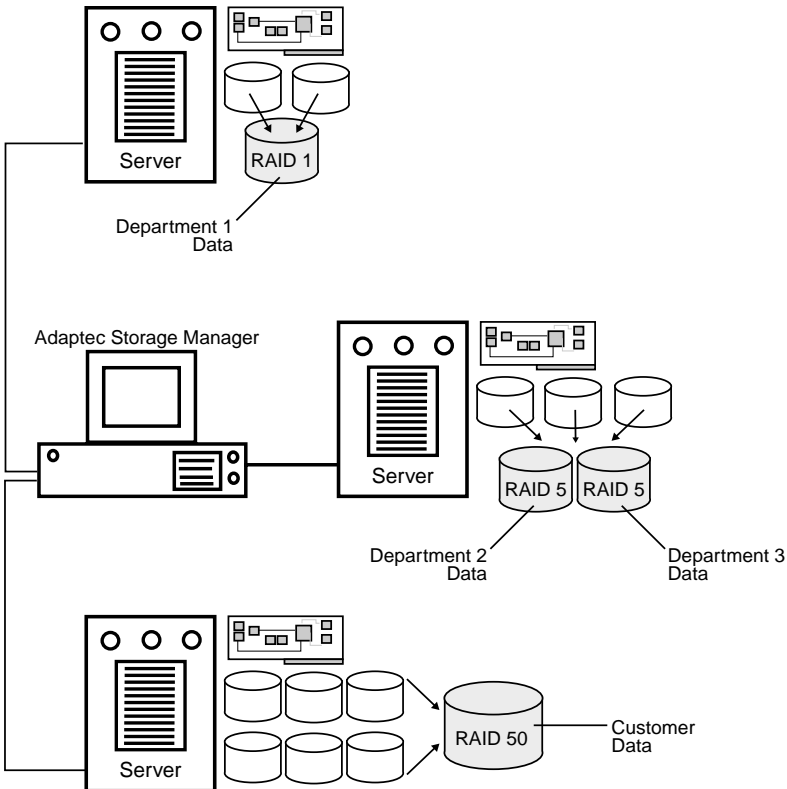 Server
RAID 1
Department 1
Data
Adaptec Storage Manager
Server
RAID 5
RAID 5
Department 2
Data
Department 3
Data
Server
RAID 50
Customer
Data